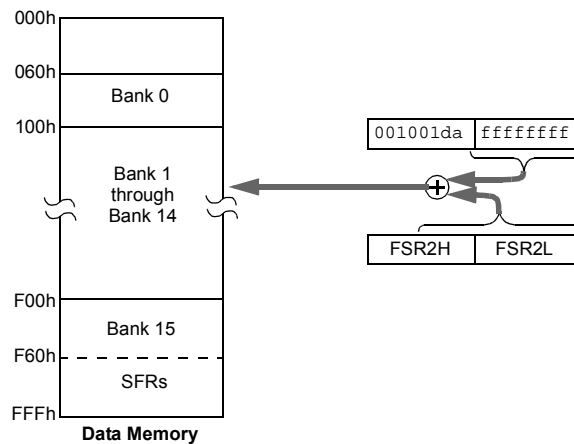 000h
060h
Bank 0
100h
001001da ffffffff
Bank 1
through
Bank 14
FSR2H FSR2L
F00h
Bank 15
F60h
SFRs
FFFh
Data Memory